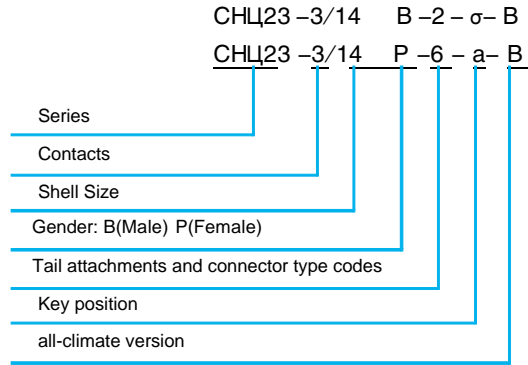 СНЦ23 –3/14 В –2 – σ– В
СНЦ23 –3/14 Р –6 – а– В
Series
Contacts
Shell Size
Gender: B(Male) P(Female)
Tail attachments and connector type codes
Key position
all-climate version